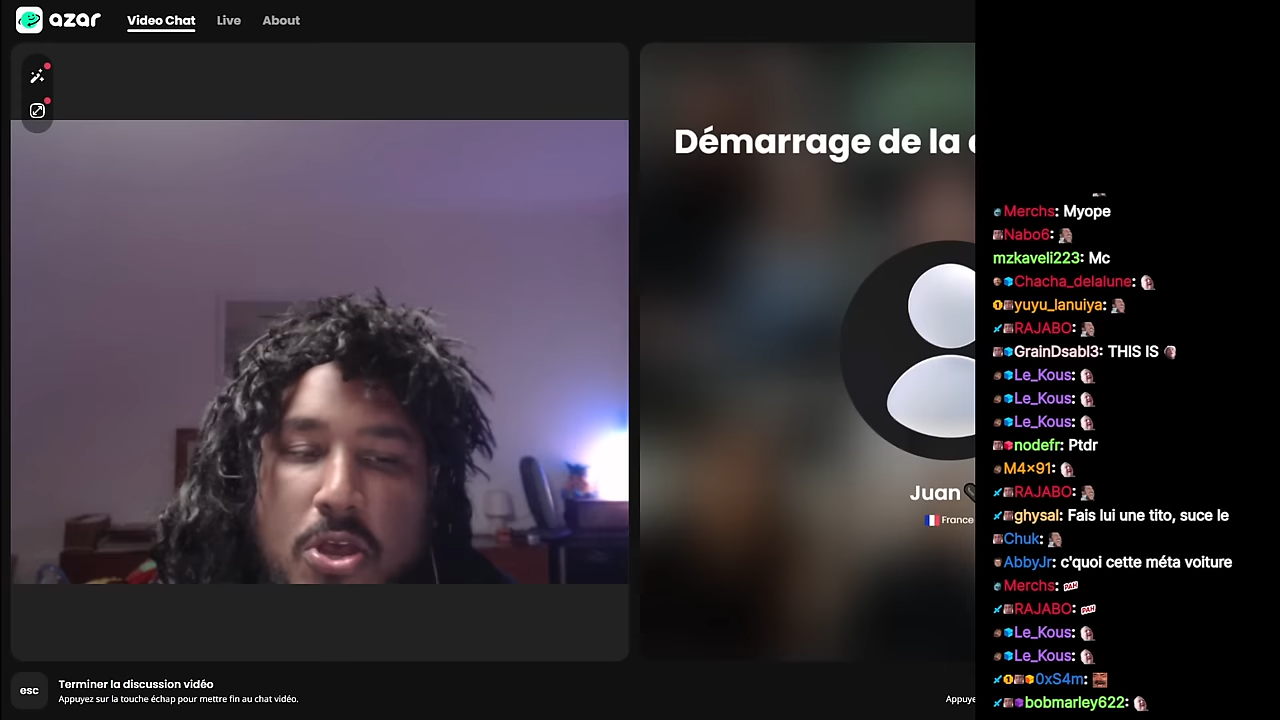 azar
Video Chat
Live
About
Démarrage de la
Juan
France
esc
Terminer la discussion vidéo
Appuyez sur la touche échap pour mettre fin au chat vidéo.
Appuye
Merchs: Myope
Nabo6:
mzkaveli223: Mc
Chacha_delalune:
yuyu_lanuiya:
RAJABO:
GrainDsabl3: THIS IS
Le_Kous:
Le_Kous:
Le_Kous:
nodefr: Ptdr
M4x91:
RAJABO:
ghysal: Fais lui une tito, suce le
Chuk:
AbbyJr: c'quoi cette méta voiture
Merchs: PAH
RAJABO: PAH
Le_Kous:
Le_Kous:
0xS4m:
bobmarley622: